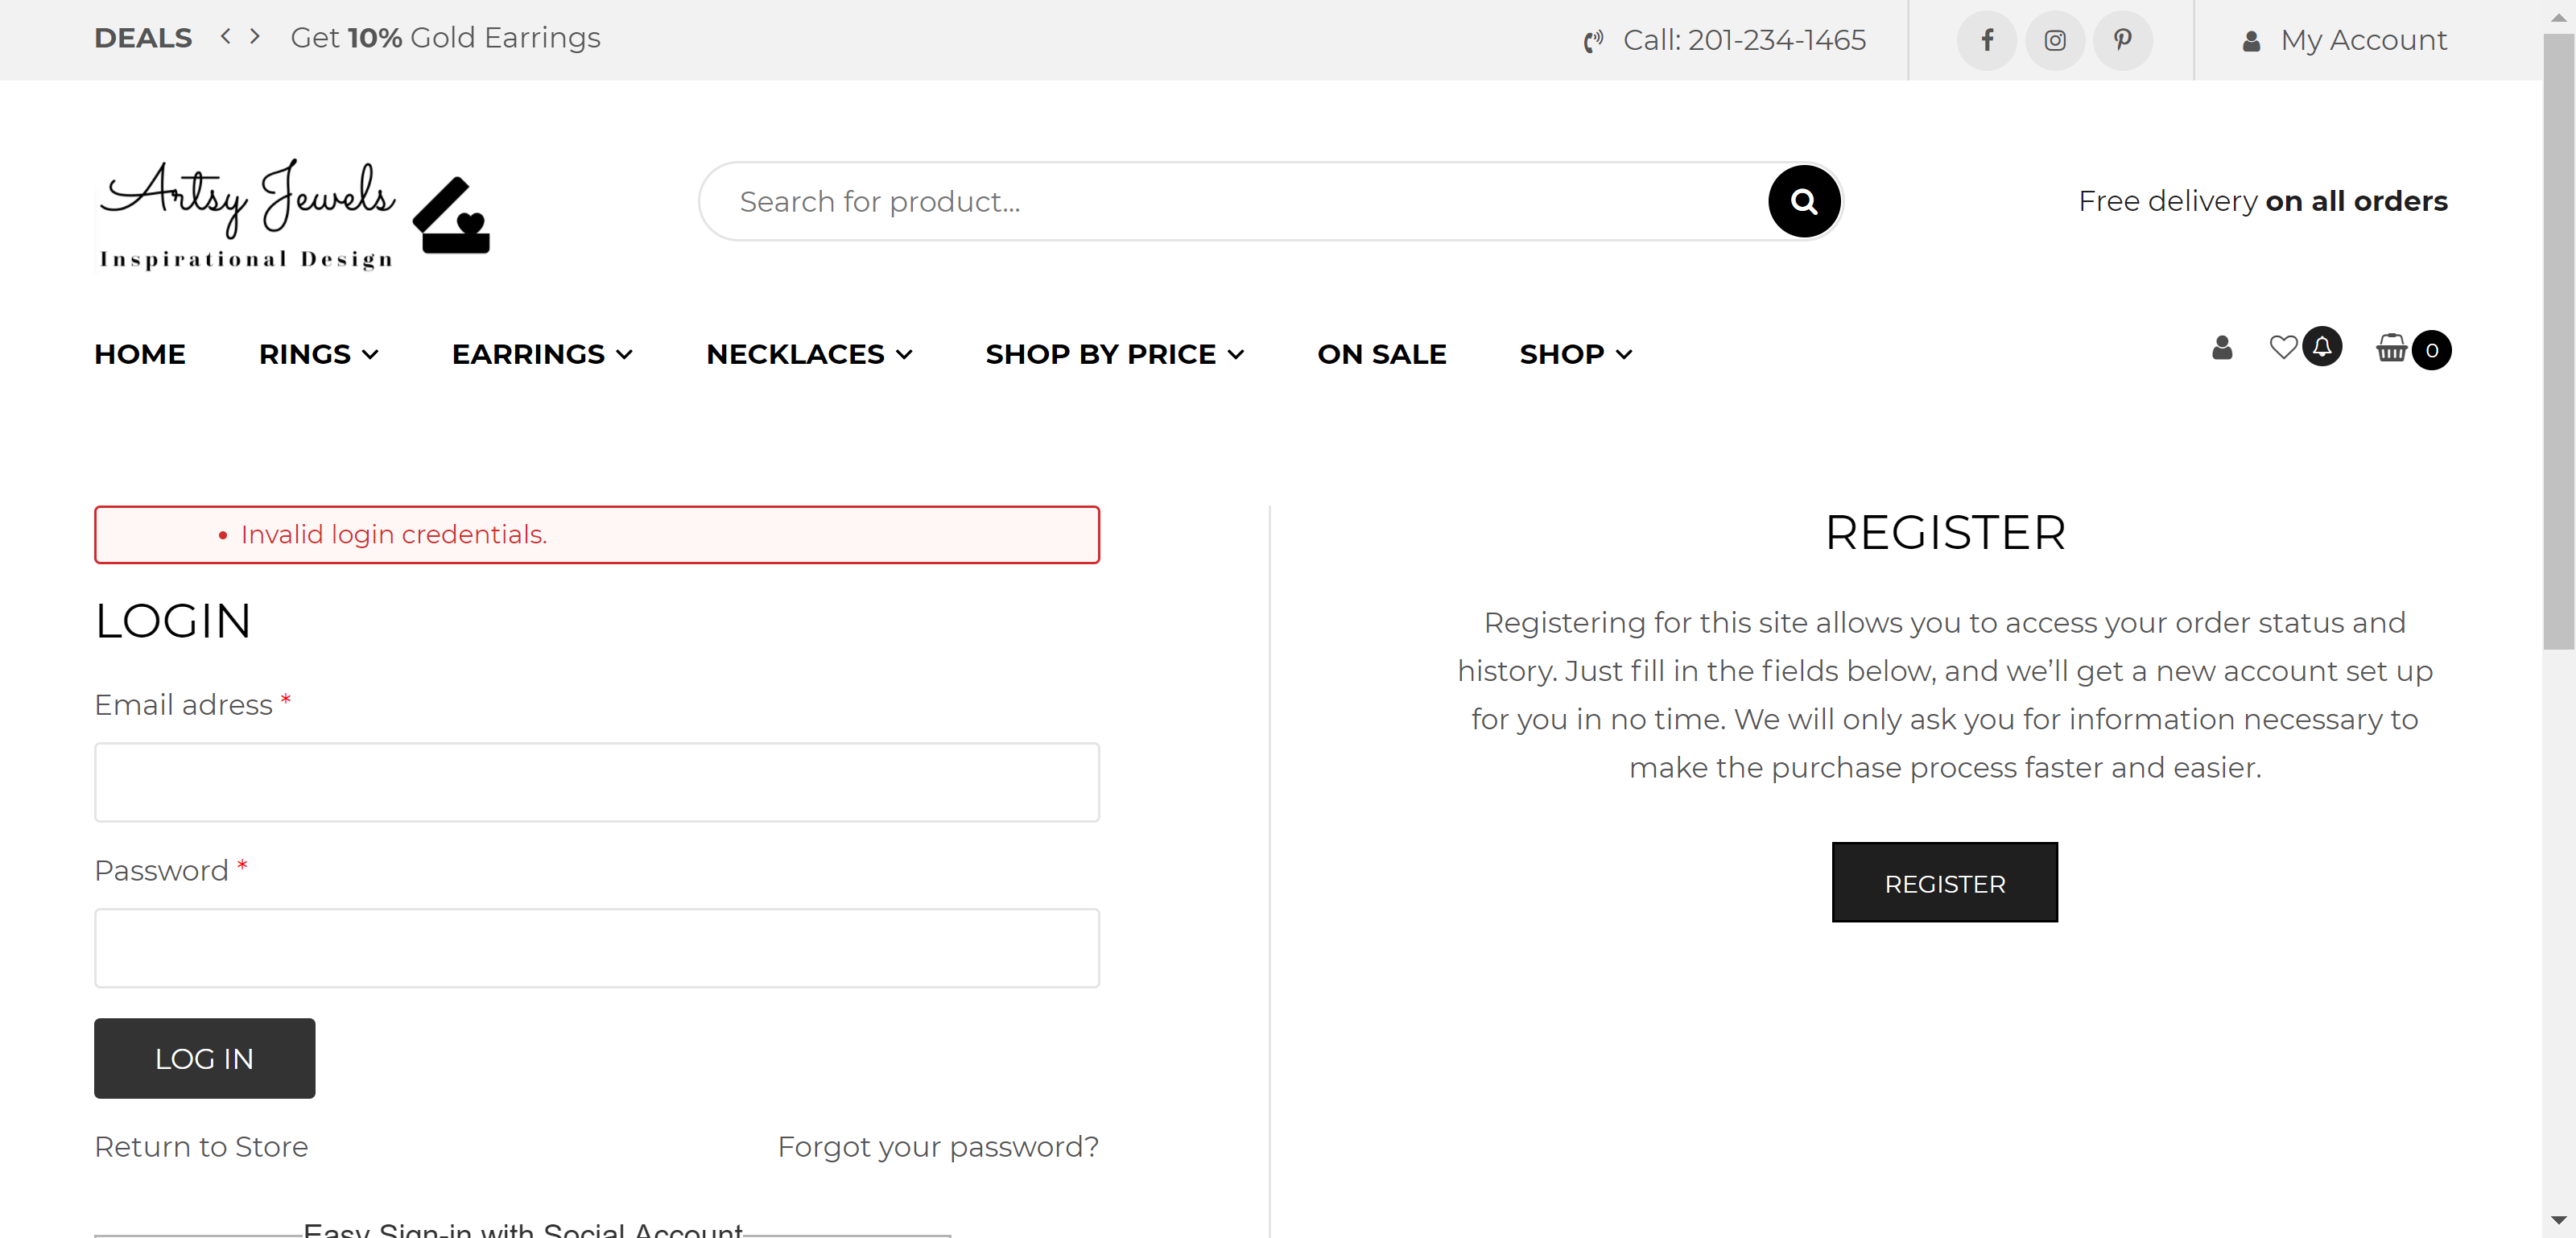 DEALS < > Get 10% Gold Earrings
Call: 201-234-1465
My Account
Artsy Jewels
Inspirational Design
Search for product...
Free delivery on all orders
HOME RINGS EARRINGS NECKLACES SHOP BY PRICE ON SALE SHOP
0
Invalid login credentials.
LOGIN
Email adress *
Password *
LOG IN
Return to Store
Forgot your password?
Easy Sign-in with Social Account
REGISTER
Registering for this site allows you to access your order status and
history. Just fill in the fields below, and we’ll get a new account set up
for you in no time. We will only ask you for information necessary to
make the purchase process faster and easier.
REGISTER